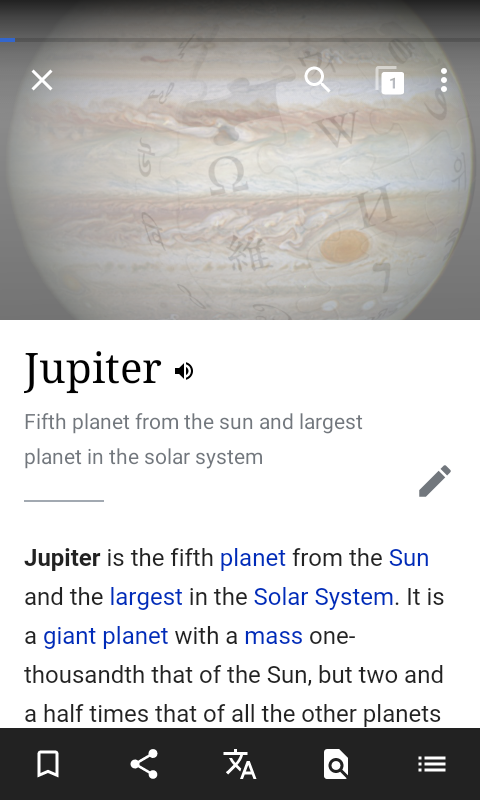 1
W
Ω
И
維
Jupiter
Fifth planet from the sun and largest
planet in the solar system
Jupiter is the fifth planet from the Sun
and the largest in the Solar System. It is
a giant planet with a mass one-
thousandth that of the Sun, but two and
a half times that of all the other planets